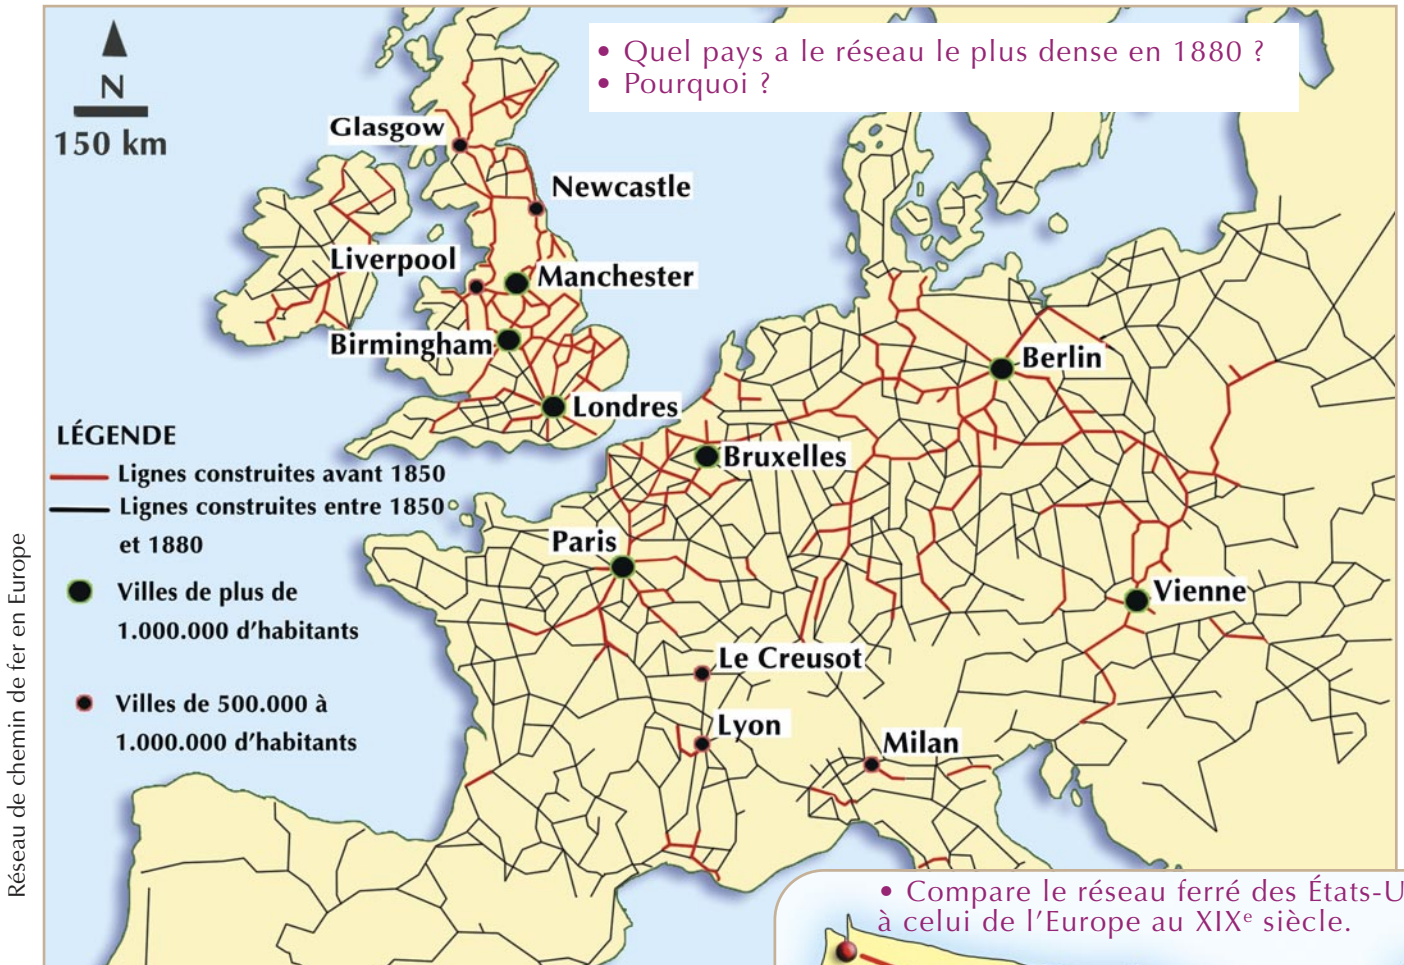 • Quel pays a le réseau le plus dense en 1880 ?
• Pourquoi ?
N
150 km
Glasgow
Newcastle
Liverpool
Manchester
Birmingham
Berlin
Londres
LÉGENDE
Lignes construites avant 1850
Lignes construites entre 1850
et 1880
Villes de plus de
1.000.000 d'habitants
Villes de 500.000 à
1.000.000 d'habitants
Bruxelles
Paris
Vienne
Le Creusot
Lyon
Milan
Réseau de chemin de fer en Europe
• Compare le réseau ferré des États-U
à celui de l'Europe au XIXe siècle.